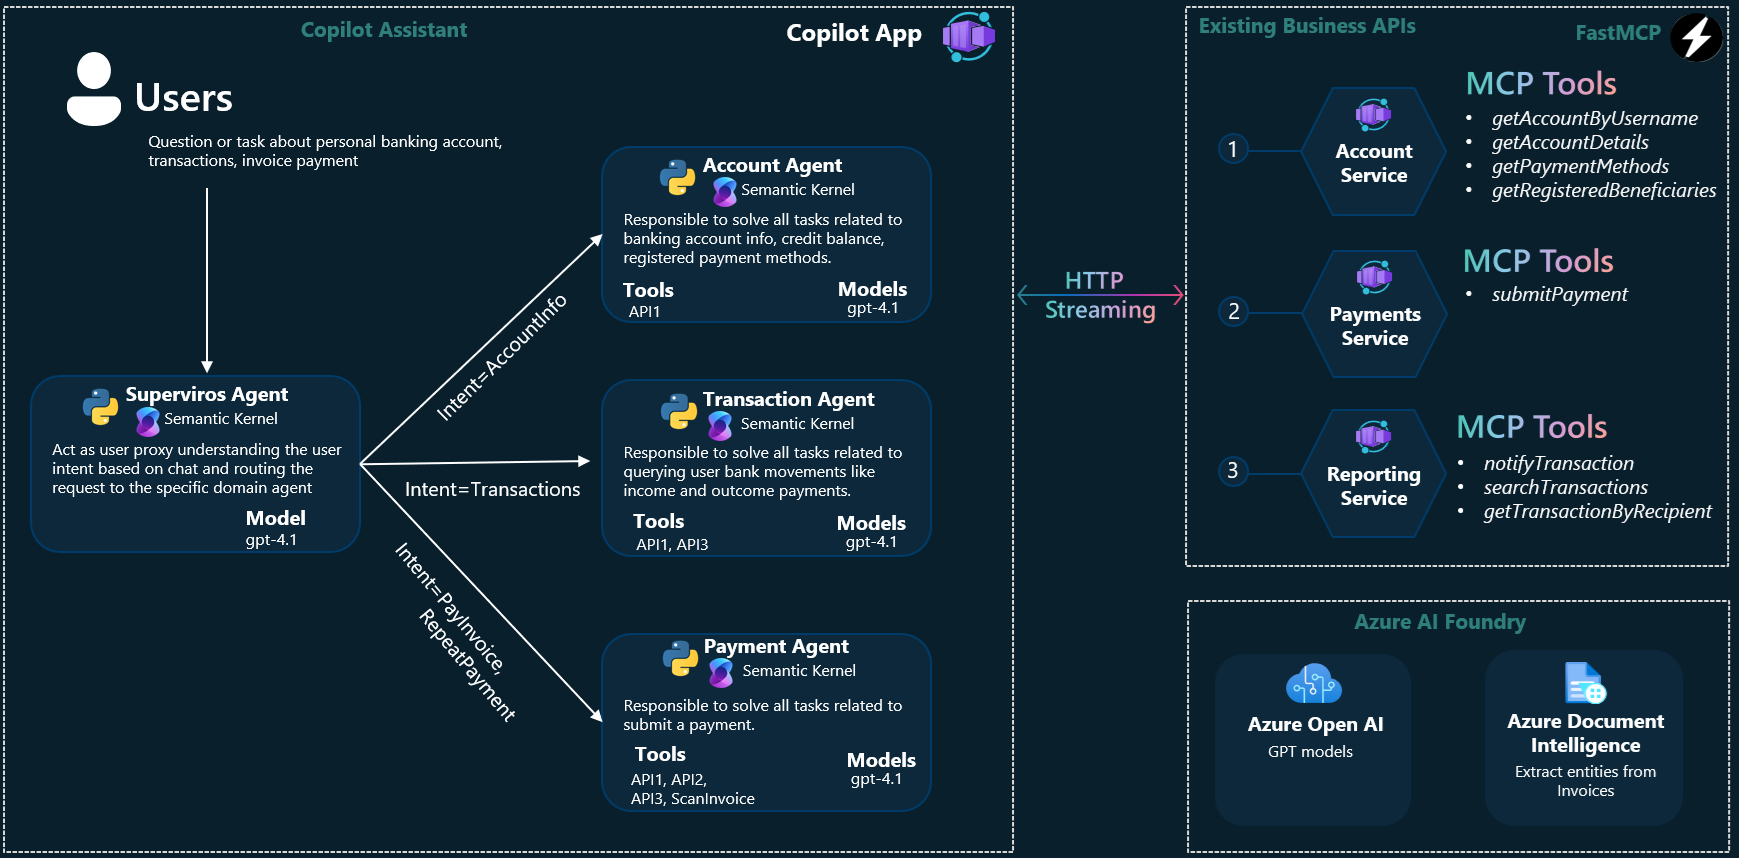 Copilot Assistant
Copilot App
Users
Question or task about personal banking account,
transactions, invoice payment
Superviros Agent
Semantic Kernel
Act as user proxy understanding the user
intent based on chat and routing the
request to the specific domain agent
Model
gpt-4.1
Intent=AccountInfo
Intent=Transactions
Intent=PayInvoice,
RepeatPayment
Account Agent
Semantic Kernel
Responsible to solve all tasks related to
banking account info, credit balance,
registered payment methods.
Tools
API1
Models
gpt-4.1
Transaction Agent
Semantic Kernel
Responsible to solve all tasks related to
querying user bank movements like
income and outcome payments.
Tools
API1, API3
Models
gpt-4.1
Payment Agent
Semantic Kernel
Responsible to solve all tasks related to
submit a payment.
Tools
API1, API2,
API3, ScanInvoice
Models
gpt-4.1
HTTP
Streaming
Existing Business APIs
FastMCP
1
Account
Service
MCP Tools
• getAccountByUsername
• getAccountDetails
• getPaymentMethods
• getRegisteredBeneficiaries
2
Payments
Service
MCP Tools
• submitPayment
3
Reporting
Service
MCP Tools
• notifyTransaction
• searchTransactions
• getTransactionByRecipient
Azure AI Foundry
Azure Open AI
GPT models
Azure Document
Intelligence
Extract entities from
Invoices